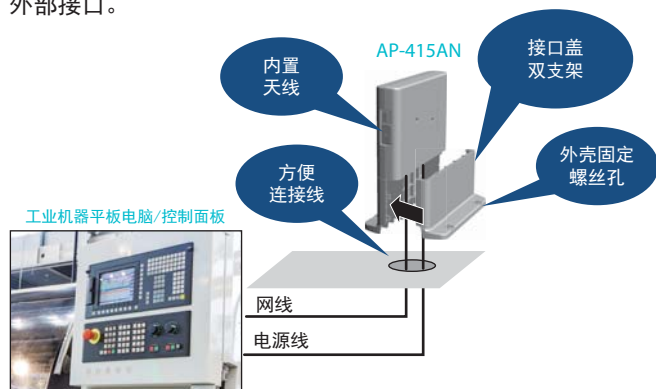 外部接口。
AP-415AN
接口盖
双支架
内置
天线
外壳固定
螺丝孔
方便
连接线
工业机器平板电脑/控制面板
网线
电源线